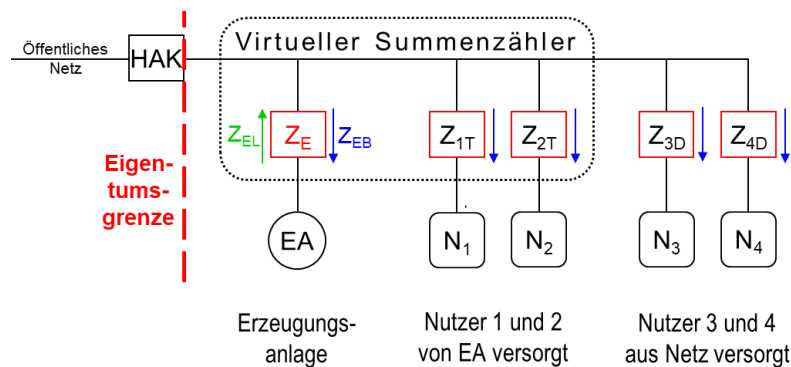 Virtueller Summenzähler
Öffentliches
Netz
HAK
Z_EL
Z_E
Z_EB
Z_1T
Z_2T
Z_3D
Z_4D
Eigen-
tums-
grenze
EA
N_1
N_2
N_3
N_4
Erzeugungs-
anlage
Nutzer 1 und 2
von EA versorgt
Nutzer 3 und 4
aus Netz versorgt